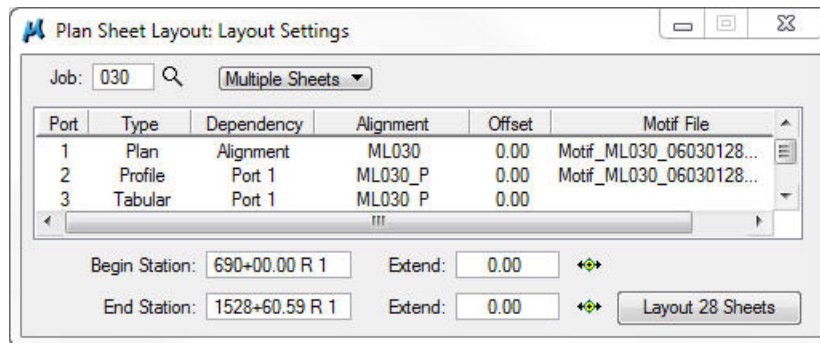 Plan Sheet Layout: Layout Settings
Job: 030 Multiple Sheets
Port Type Dependency Alignment Offset Motif File
1 Plan Alignment ML030 0.00 Motif_ML030_06030128...
2 Profile Port 1 ML030_P 0.00 Motif_ML030_06030128...
3 Tabular Port 1 ML030_P 0.00
Begin Station: 690+00.00 R 1 Extend: 0.00
End Station: 1528+60.59 R 1 Extend: 0.00 Layout 28 Sheets